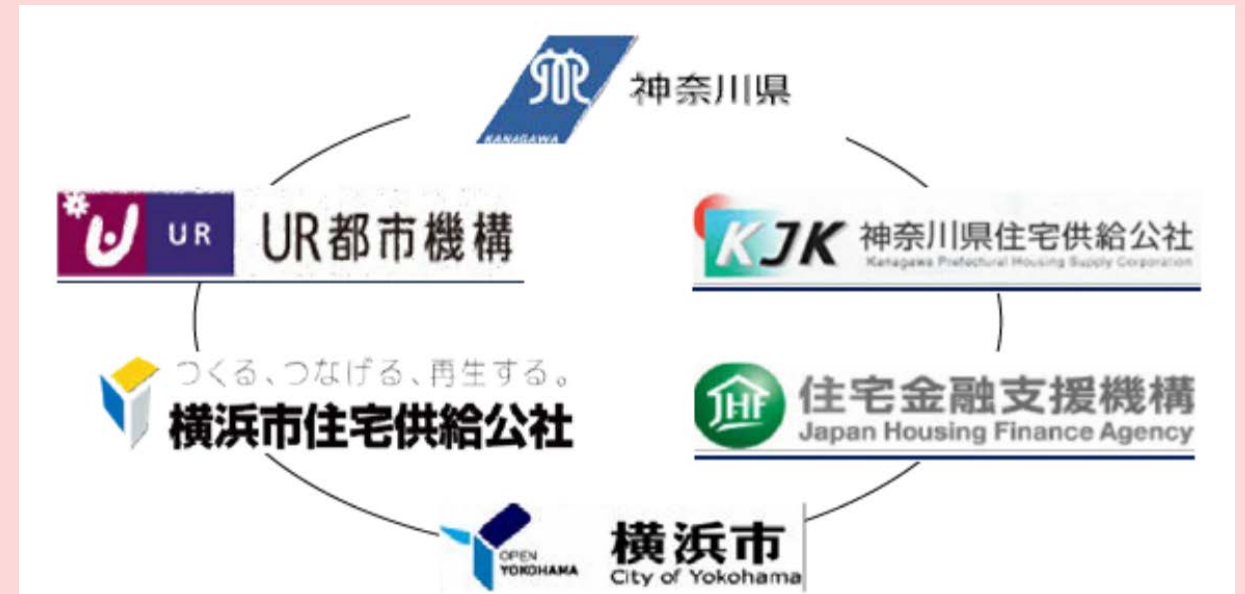 神奈川県
KANAGAWA
UR UR都市機構
KJK 神奈川県住宅供給公社
Kanagawa Prefectural Housing Supply Corporation
つくる、つなげる、再生する。
横浜市住宅供給公社
JHF 住宅金融支援機構
Japan Housing Finance Agency
OPEN
YOKOHAMA
横浜市
City of Yokohama